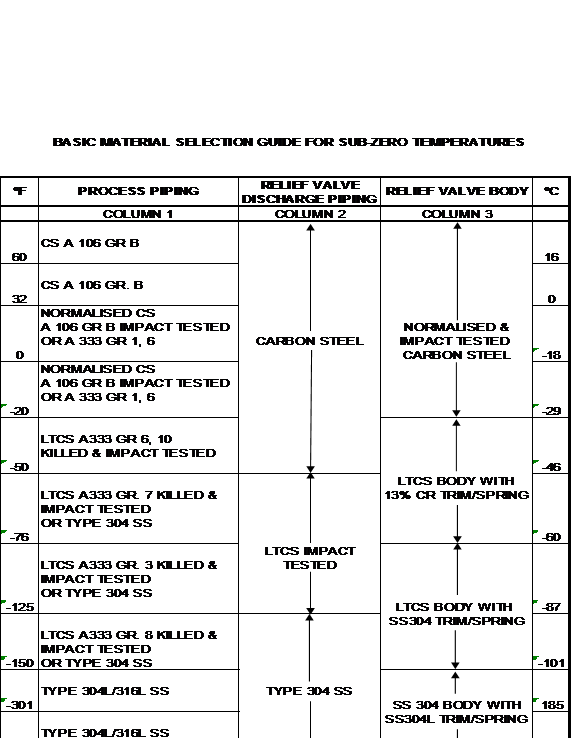 BASIC MATERIAL SELECTION GUIDE FOR SUB-ZERO TEMPERATURES
°F PROCESS PIPING RELIEF VALVE DISCHARGE PIPING RELIEF VALVE BODY °C
COLUMN 1 COLUMN 2 COLUMN 3
CS A 106 GR B
60 16
CS A 106 GR. B
32 0
NORMALISED CS
A 106 GR B IMPACT TESTED
OR A 333 GR 1, 6
0 -18
CARBON STEEL
NORMALISED &
IMPACT TESTED
CARBON STEEL
NORMALISED CS
A 106 GR B IMPACT TESTED
OR A 333 GR 1, 6
-20 -29
LTCS A333 GR 6, 10
KILLED & IMPACT TESTED
-50 -46
LTCS A333 GR. 7 KILLED &
IMPACT TESTED
OR TYPE 304 SS
-76 -60
LTCS BODY WITH
13% CR TRIM/SPRING
LTCS A333 GR. 3 KILLED &
IMPACT TESTED
OR TYPE 304 SS
-125 -87
LTCS IMPACT
TESTED
LTCS A333 GR. 8 KILLED &
IMPACT TESTED
OR TYPE 304 SS
-150 -101
LTCS BODY WITH
SS304 TRIM/SPRING
TYPE 304L/316L SS
-301 185
TYPE 304 SS
SS 304 BODY WITH
SS304L TRIM/SPRING
TYPE 304L/316L SS